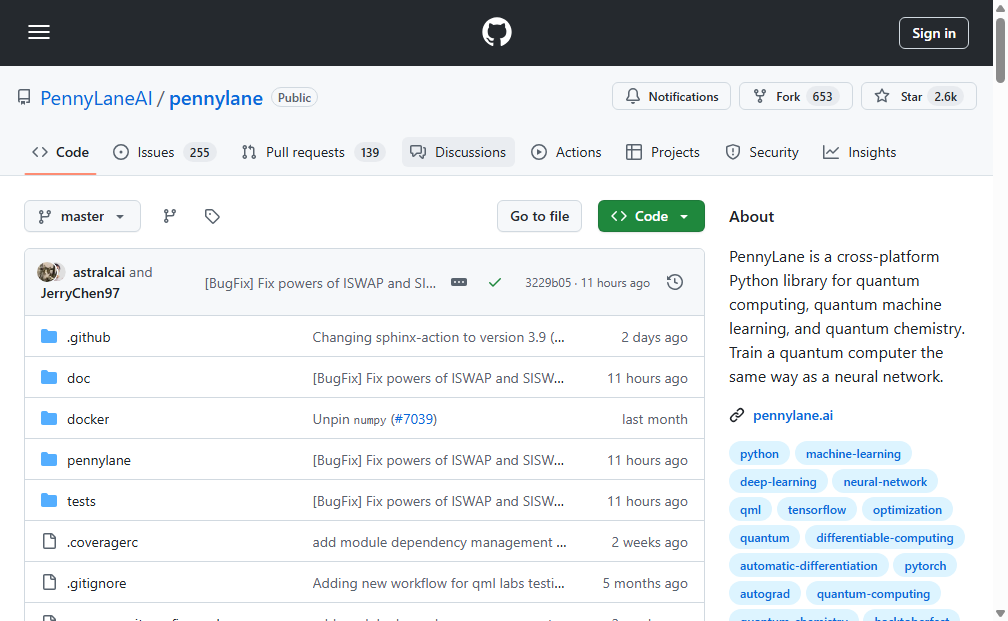 Sign in
PennyLaneAI / pennylane Public
Notifications Fork 653 Star 2.6k
Code Issues 255 Pull requests 139 Discussions Actions Projects Security Insights
master Go to file Code
astralcai and
JerryChen97
[BugFix] Fix powers of ISWAP and SI... 3229b05 · 11 hours ago
.github Changing sphinx-action to version 3.9 (... 2 days ago
doc [BugFix] Fix powers of ISWAP and SISW... 11 hours ago
docker Unpin numpy (#7039) last month
pennylane [BugFix] Fix powers of ISWAP and SISW... 11 hours ago
tests [BugFix] Fix powers of ISWAP and SISW... 11 hours ago
.coveragerc add module dependency management ... 2 weeks ago
.gitignore Adding new workflow for qml labs testi... 5 months ago
About
PennyLane is a cross-platform
Python library for quantum
computing, quantum machine
learning, and quantum chemistry.
Train a quantum computer the
same way as a neural network.
pennylane.ai
python machine-learning
deep-learning neural-network
qml tensorflow optimization
quantum differentiable-computing
automatic-differentiation pytorch
autograd quantum-computing
quantum-chemistry hacktoberfest